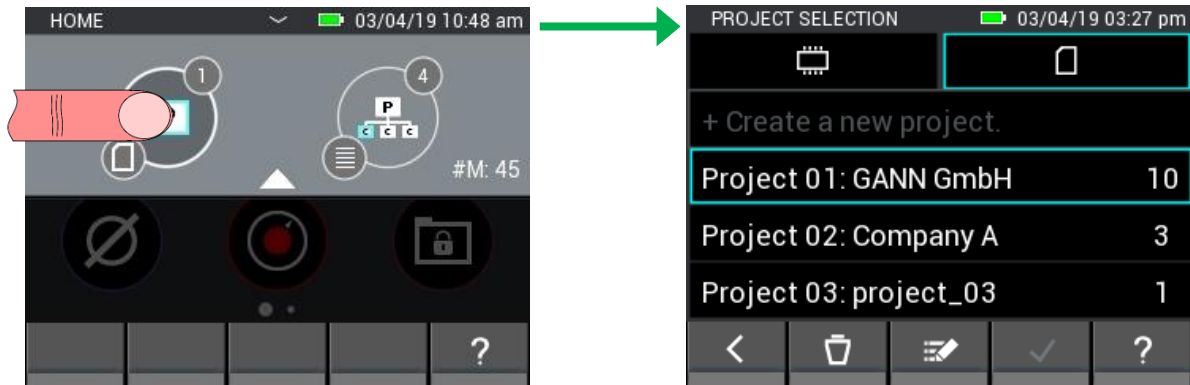 HOME 03/04/19 10:48 am
1
4
P
c c c
#M: 45
?
PROJECT SELECTION 03/04/19 03:27 pm
+ Create a new project.
Project 01: GANN GmbH 10
Project 02: Company A 3
Project 03: project_03 1
?